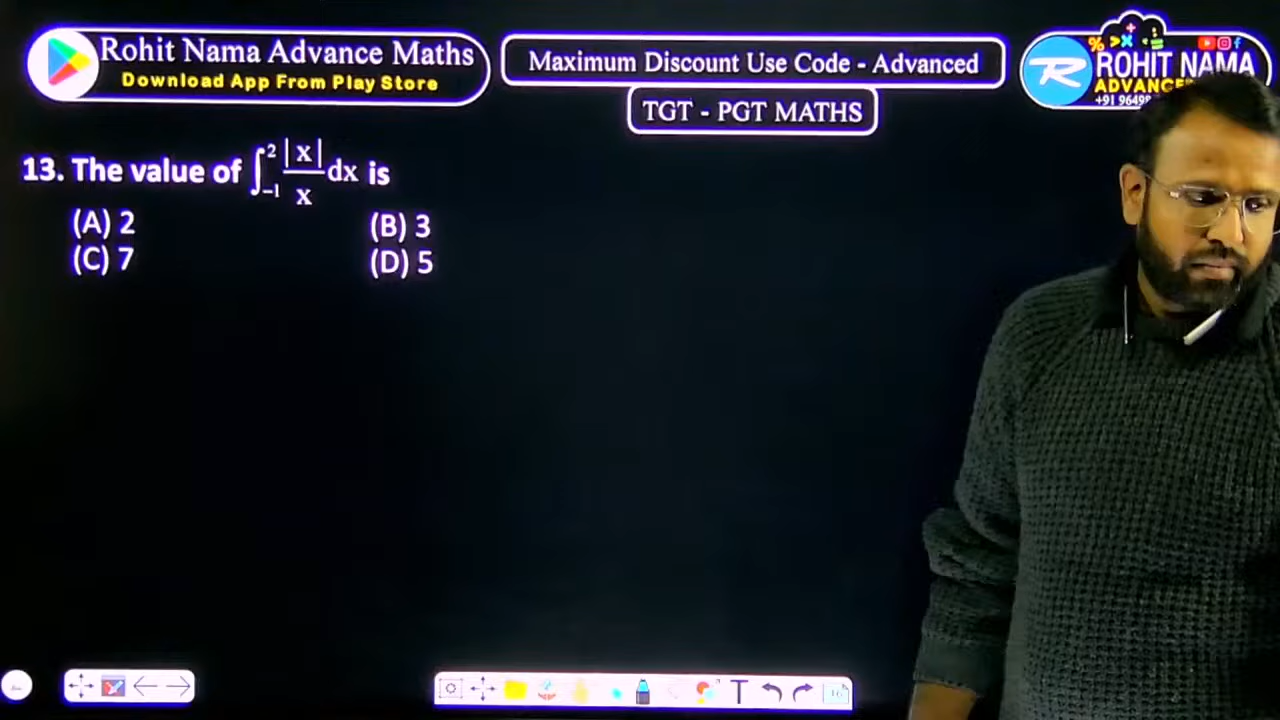 Rohit Nama Advance Maths
Download App From Play Store
Maximum Discount Use Code - Advanced
TGT - PGT MATHS
ROHIT NAMA
13. The value of ∫₋₁² |x|/x dx is
(A) 2 (B) 3
(C) 7 (D) 5
T